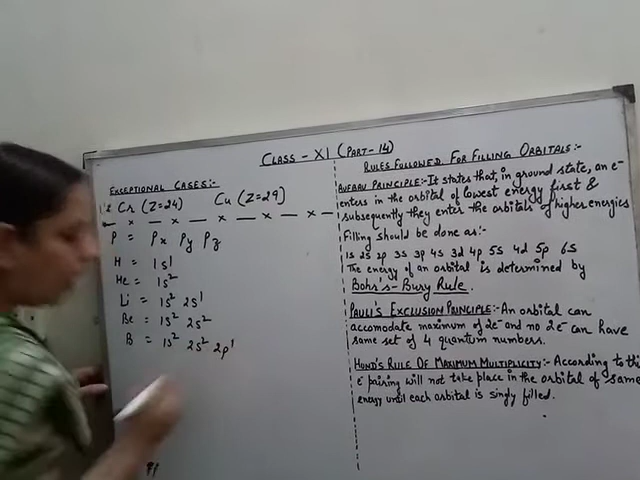 CLASS - XI (PART-14)
EXCEPTIONAL CASES:-
Cr (Z=24) Cu (Z=29)
P = Px Py Pz
H = 1s¹
He = 1s²
Li = 1s² 2s¹
Be = 1s² 2s²
B = 1s² 2s² 2p¹
RULES FOLLOWED FOR FILLING ORBITALS:-
AUFBAU PRINCIPLE:- It states that, in ground state, an e⁻
enters in the orbital of lowest energy first &
subsequently they enter the orbitals of higher energies
Filling should be done as:-
1s 2s 2p 3s 3p 4s 3d 4p 5s 4d 5p 6s
The energy of an orbital is determined by
Bohr's-Bury Rule.
PAULI'S EXCLUSION PRINCIPLE:- An orbital can
accomodate maximum of 2e⁻ and no 2e⁻ can have
same set of 4 quantum numbers.
HUND'S RULE OF MAXIMUM MULTIPLICITY:- According to this
e⁻ pairing will not take place in the orbital of same
energy until each orbital is singly filled.